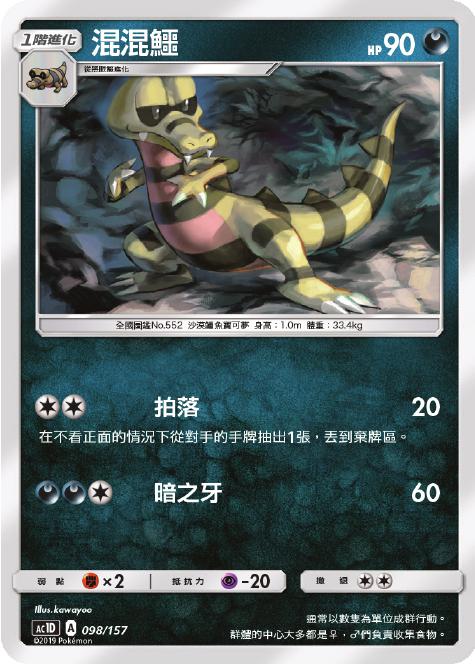 1階進化 混混鱷 HP 90
從黑眼鱷進化
全國圖鑑No.552 沙漠鱷魚寶可夢 身高:1.0m 體重:33.4kg
拍落 20
在不看正面的情況下從對手的手牌抽出1張,丟到棄牌區。
暗之牙 60
弱點 ×2 抵抗力 -20 撤退
Illus.kawayoo
AC1D A 098/157
©2019 Pokémon
通常以數隻為單位成群行動。
群體的中心大多都是♀,♂們負責收集食物。